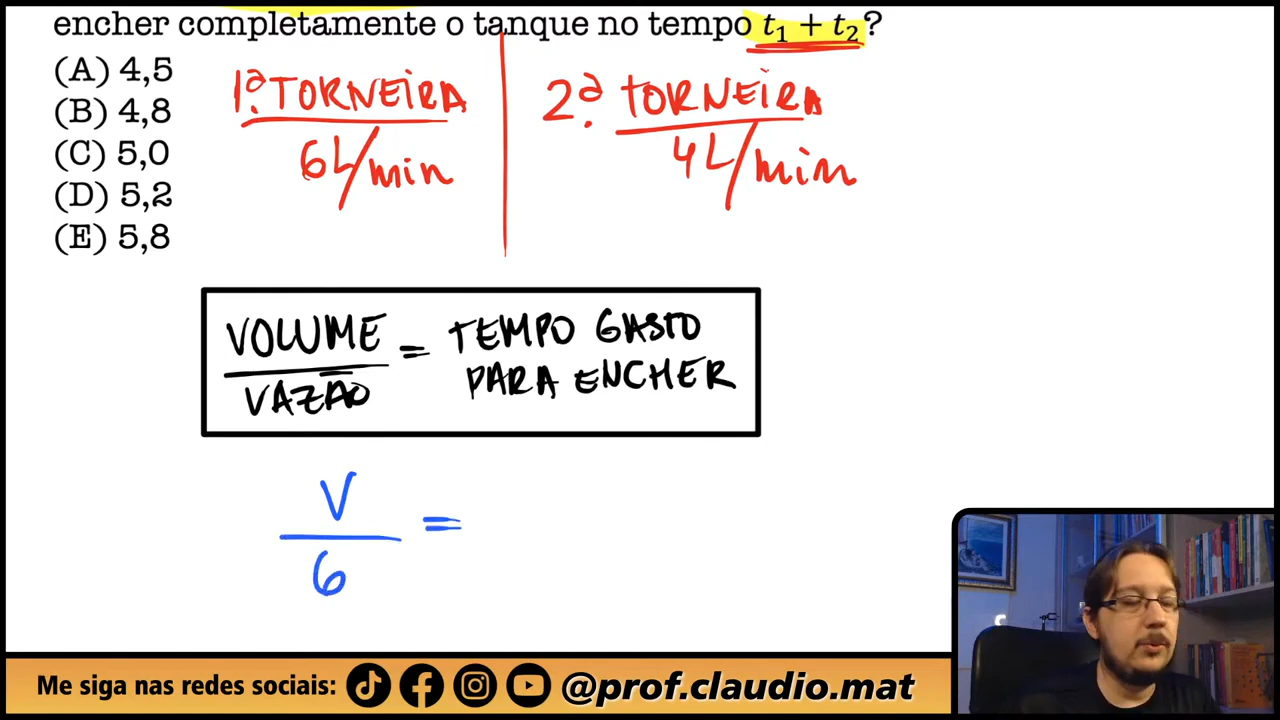 encher completamente o tanque no tempo t₁ + t₂?
(A) 4,5
(B) 4,8
(C) 5,0
(D) 5,2
(E) 5,8
1ª TORNEIRA
6L/min
2ª TORNEIRA
4L/min
VOLUME / VAZÃO = TEMPO GASTO
PARA ENCHER
V / 6 =
Me siga nas redes sociais: @prof.claudio.mat